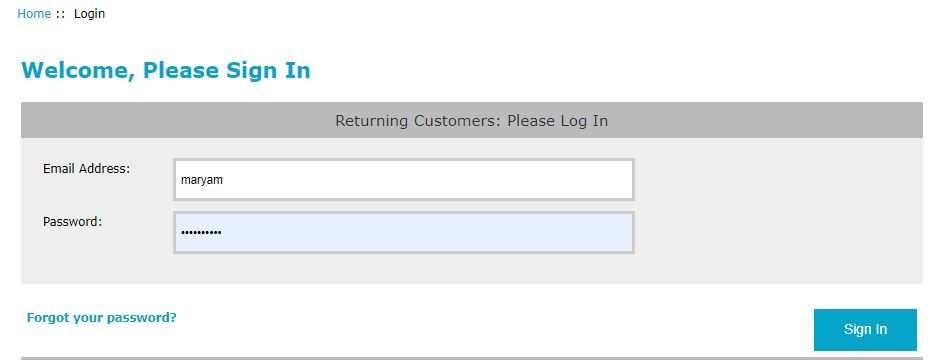 Home :: Login
Welcome, Please Sign In
Returning Customers: Please Log In
Email Address:
maryam
Password:
••••••••••
Forgot your password?
Sign In